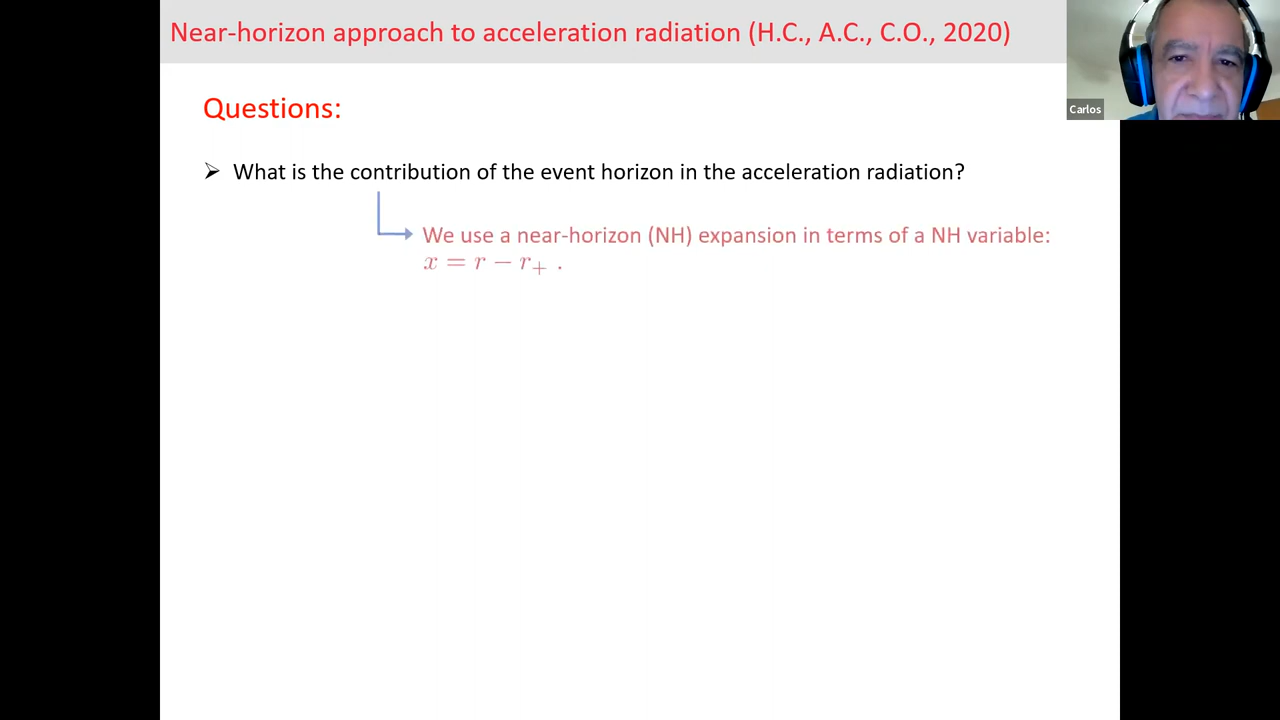 Near-horizon approach to acceleration radiation (H.C., A.C., C.O., 2020)
Carlos
Questions:
➢ What is the contribution of the event horizon in the acceleration radiation?
We use a near-horizon (NH) expansion in terms of a NH variable:
x = r − r₊ .